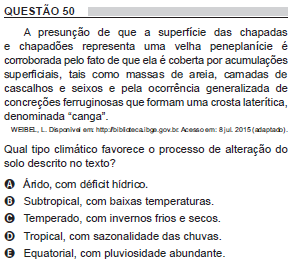 QUESTÃO 50
A presunção de que a superfície das chapadas
e chapadões representa uma velha peneplanície é
corroborada pelo fato de que ela é coberta por acumulações
superficiais, tais como massas de areia, camadas de
cascalhos e seixos e pela ocorrência generalizada de
concreções ferruginosas que formam uma crosta laterítica,
denominada “canga”.
WEIBEL, L. Disponível em: http://biblioteca.ibge.gov.br. Acesso em: 8 jul. 2015 (adaptado).
Qual tipo climático favorece o processo de alteração do
solo descrito no texto?
A Árido, com déficit hídrico.
B Subtropical, com baixas temperaturas.
C Temperado, com invernos frios e secos.
D Tropical, com sazonalidade das chuvas.
E Equatorial, com pluviosidade abundante.